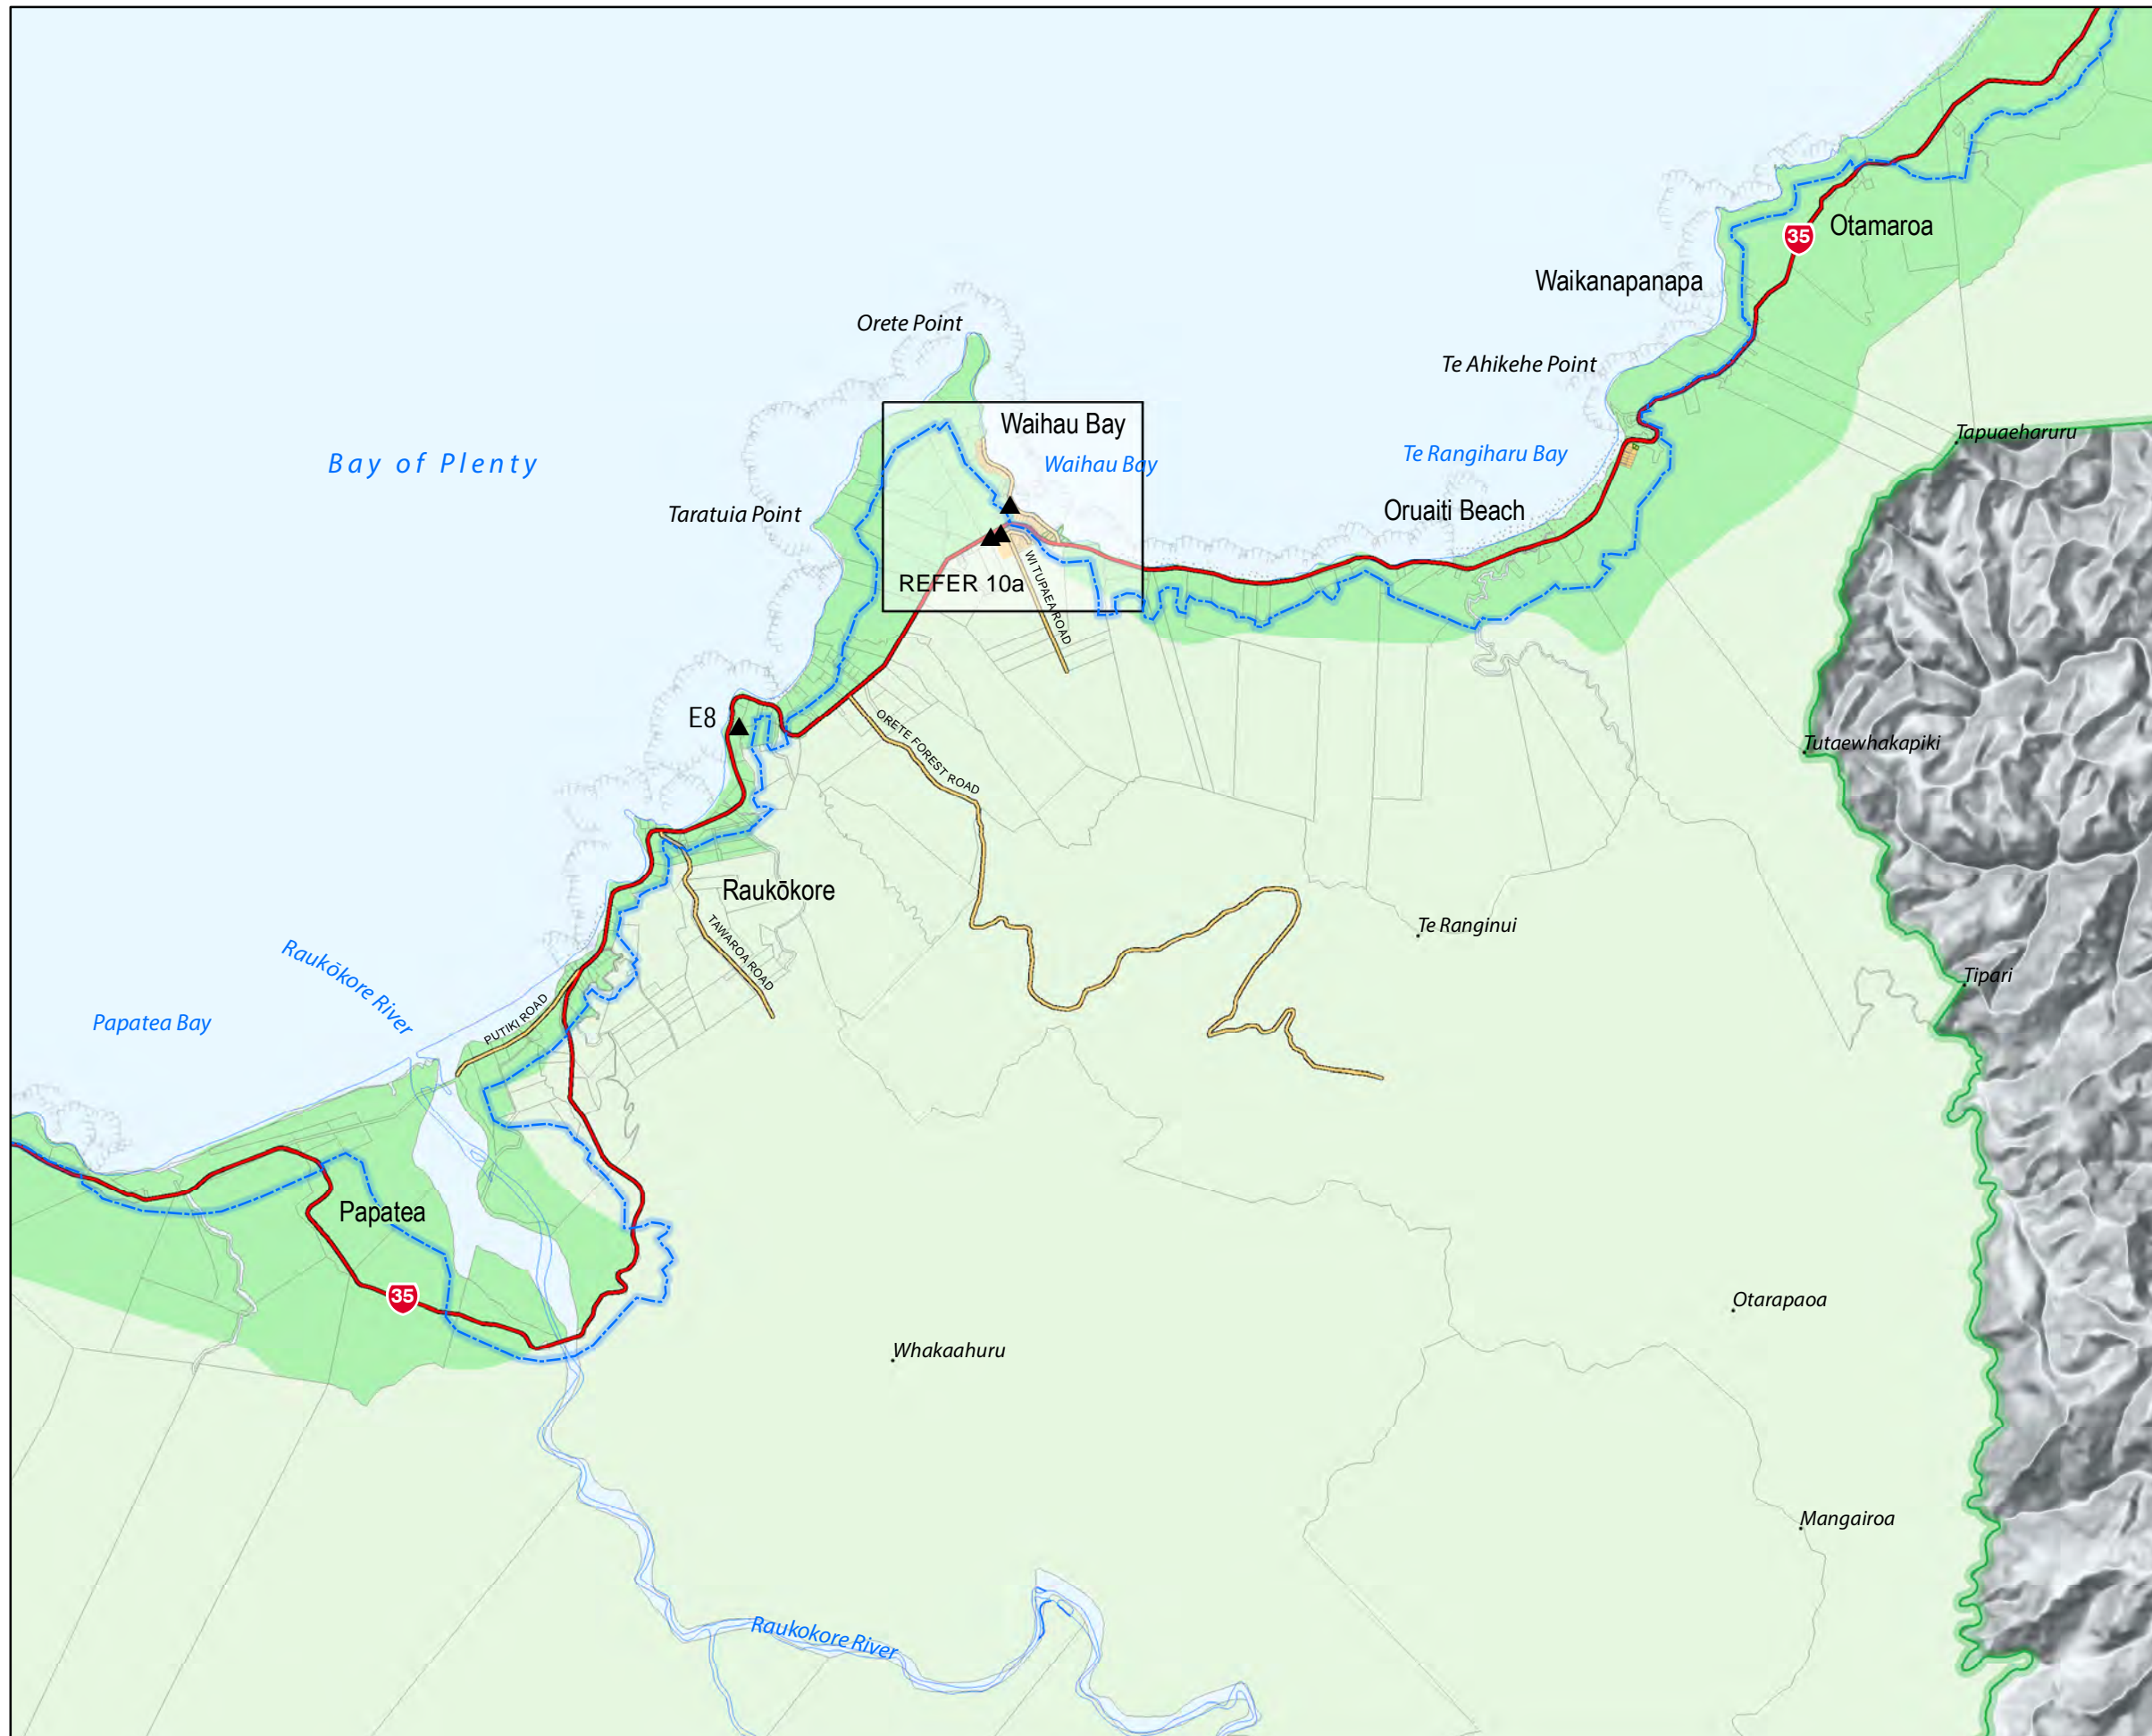 35
Otamaroa
Waikanapanapa
Orete Point
Te Ahikehe Point
Waihau Bay
Tapuaeharuru
Bay of Plenty
Waihau Bay
Te Rangiharu Bay
Taratuia Point
Oruaiti Beach
REFER 10a
WI TUPAEA ROAD
E8
ORETE FOREST ROAD
Tutaewhakapiki
Raukōkore
TAWAROA ROAD
Te Ranginui
Raukōkore River
Tipari
PUTIKI ROAD
Papatea Bay
Papatea
35
Otarapaoa
Whakaahuru
Mangairoa
Raukokore River